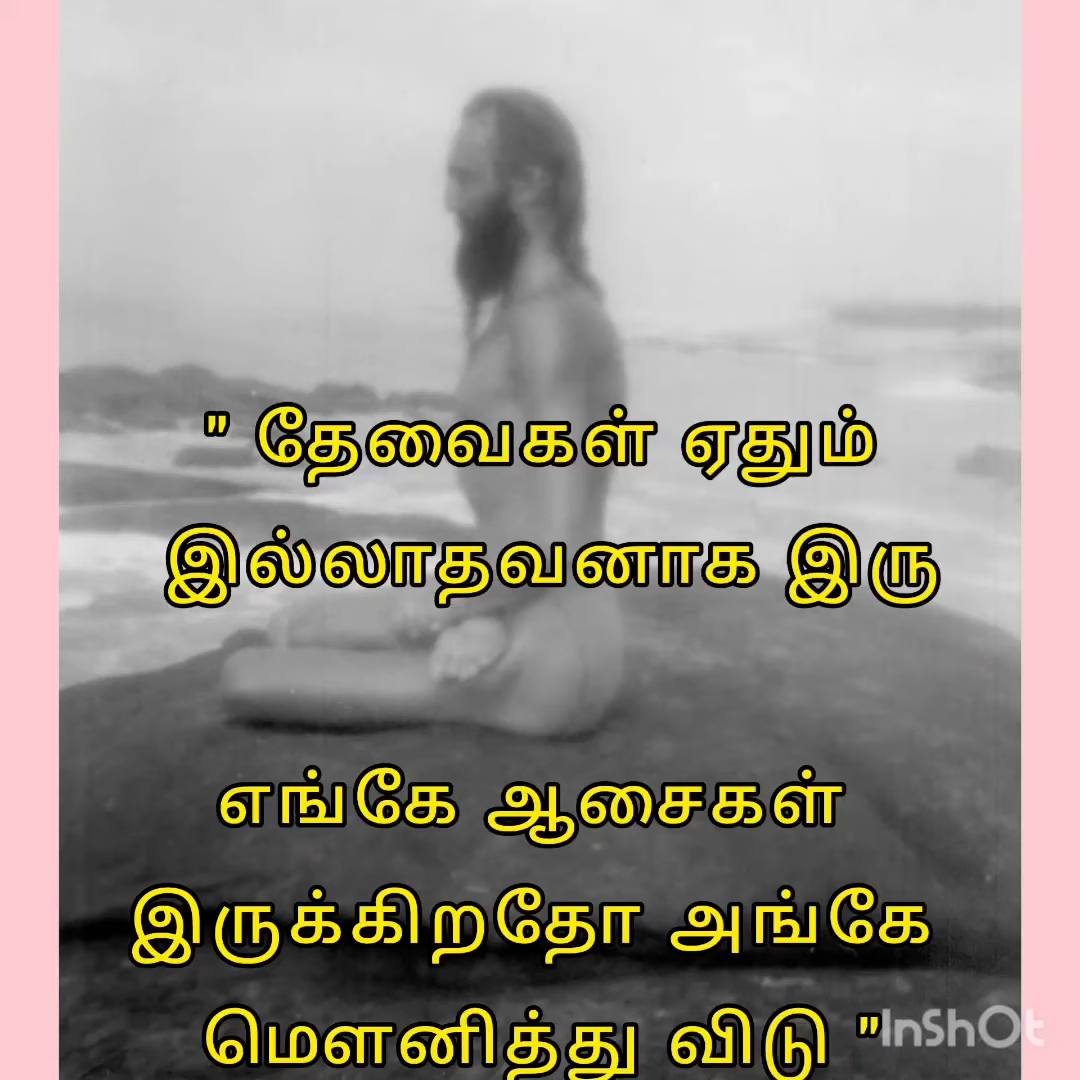 " தேவைகள் ஏதும்
இல்லாதவனாக இரு
எங்கே ஆசைகள்
இருக்கிறதோ அங்கே
மௌனித்து விடு "
InShOt